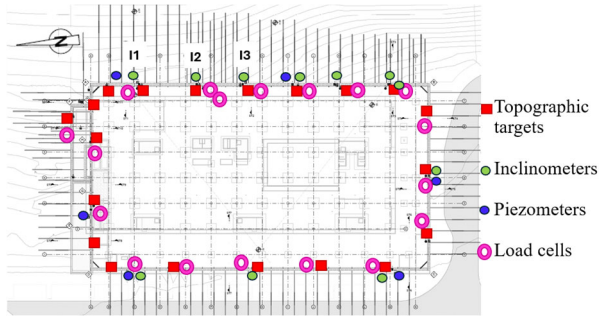 N
I1
I2
I3
Topographic
targets
Inclinometers
Piezometers
Load cells